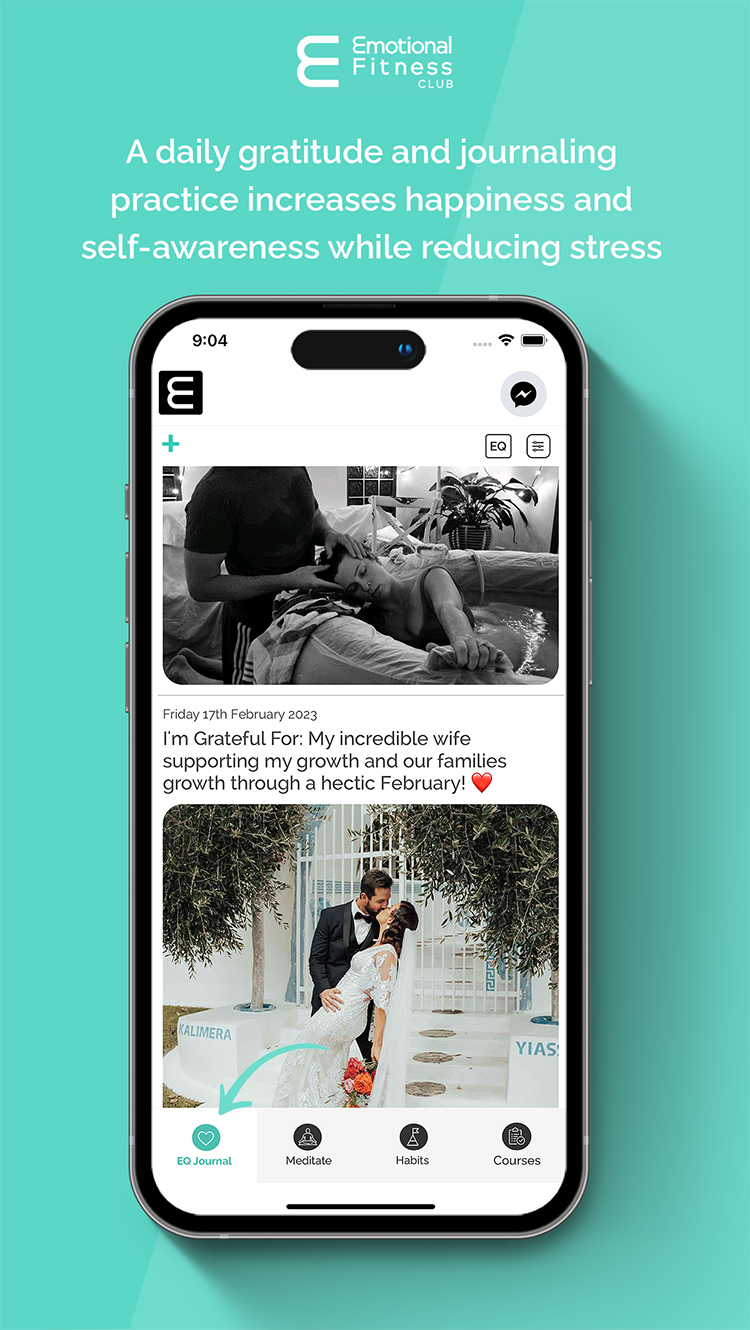 Emotional
Fitness
CLUB
A daily gratitude and journaling
practice increases happiness and
self-awareness while reducing stress
9:04
EQ
Friday 17th February 2023
I'm Grateful For: My incredible wife
supporting my growth and our families
growth through a hectic February! ❤️
KALIMERA
YIAS
EQ Journal
Meditate
Habits
Courses